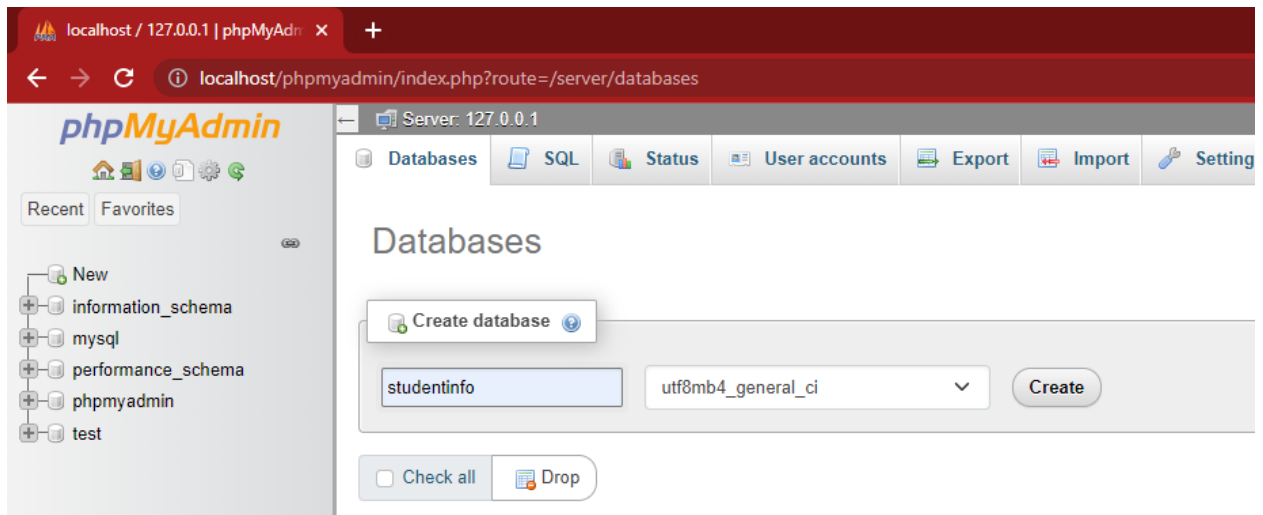 localhost / 127.0.0.1 | phpMyAdm
localhost/phpmyadmin/index.php?route=/server/databases
phpMyAdmin
Recent Favorites
New
information_schema
mysql
performance_schema
phpmyadmin
test
Server: 127.0.0.1
Databases SQL Status User accounts Export Import Setting
Databases
Create database
studentinfo utf8mb4_general_ci Create
Check all Drop